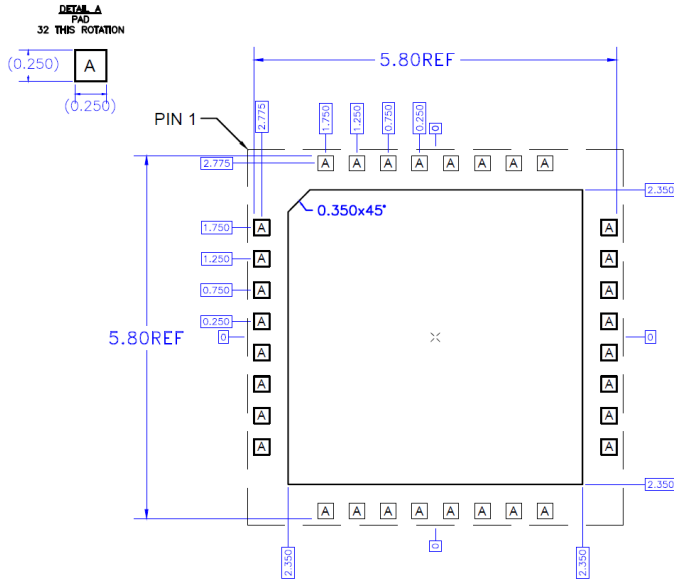 DETAIL A
PAD
32 THIS ROTATION
(0.250)
A
(0.250)
5.80REF
PIN 1
2.775
1.750
1.250
0.750
0.250
0
2.775
A A A A A A A A
2.350
0.350x45°
1.750
A
A
1.250
A
A
0.750
A
A
0.250
A
A
5.80REF
0
0
A
A
A
A
A
A
A
A
2.350
A A A A A A A A
2.350
0
2.350